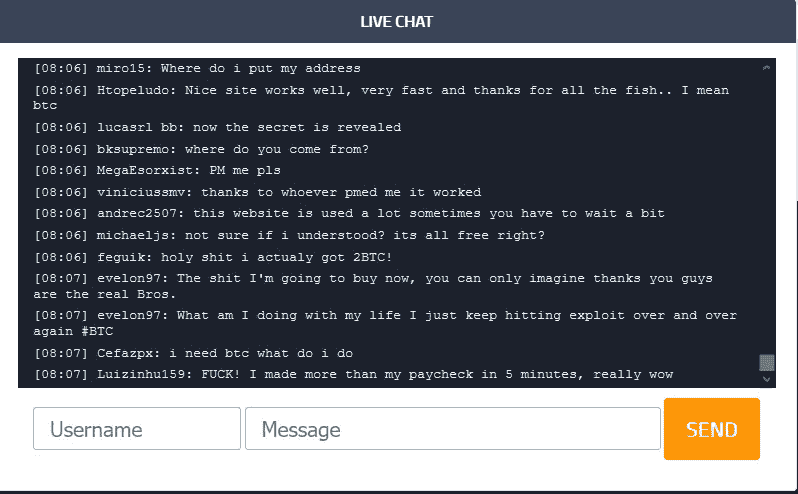 LIVE CHAT
[08:06] miro15: Where do i put my address
[08:06] Htopeludo: Nice site works well, very fast and thanks for all the fish.. I mean
btc
[08:06] lucasrl bb: now the secret is revealed
[08:06] bksupremo: where do you come from?
[08:06] MegaEsorxist: PM me pls
[08:06] viniciussmv: thanks to whoever pmed me it worked
[08:06] andrec2507: this website is used a lot sometimes you have to wait a bit
[08:06] michaeljs: not sure if i understood? its all free right?
[08:06] feguik: holy shit i actualy got 2BTC!
[08:07] evelon97: The shit I'm going to buy now, you can only imagine thanks you guys
are the real Bros.
[08:07] evelon97: What am I doing with my life I just keep hitting exploit over and over
again #BTC
[08:07] Cefazpx: i need btc what do i do
[08:07] Luizinhu159: FUCK! I made more than my paycheck in 5 minutes, really wow
Username Message SEND